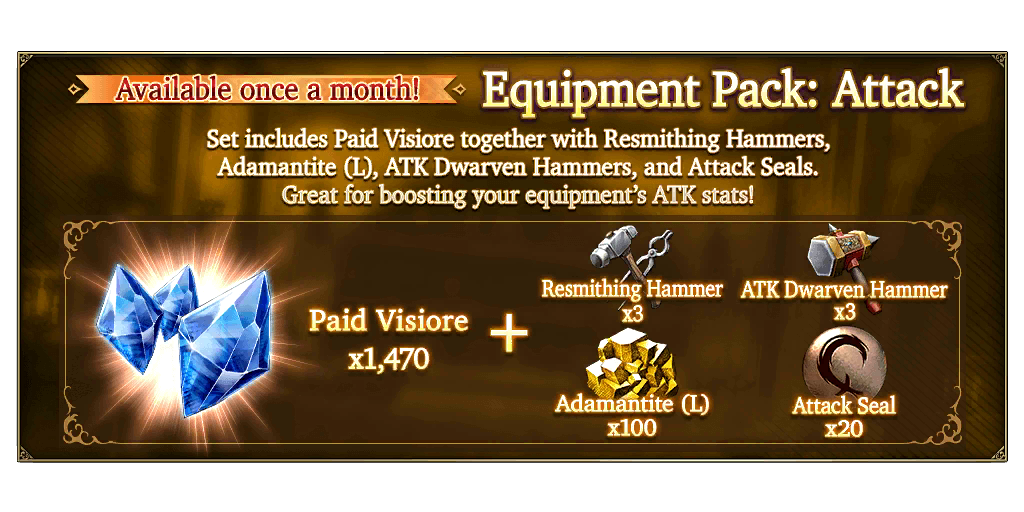 Available once a month!
Equipment Pack: Attack
Set includes Paid Visiore together with Resmithing Hammers,
Adamantite (L), ATK Dwarven Hammers, and Attack Seals.
Great for boosting your equipment's ATK stats!
Paid Visiore
x1,470
+
Resmithing Hammer
x3
ATK Dwarven Hammer
x3
Adamantite (L)
x100
Attack Seal
x20